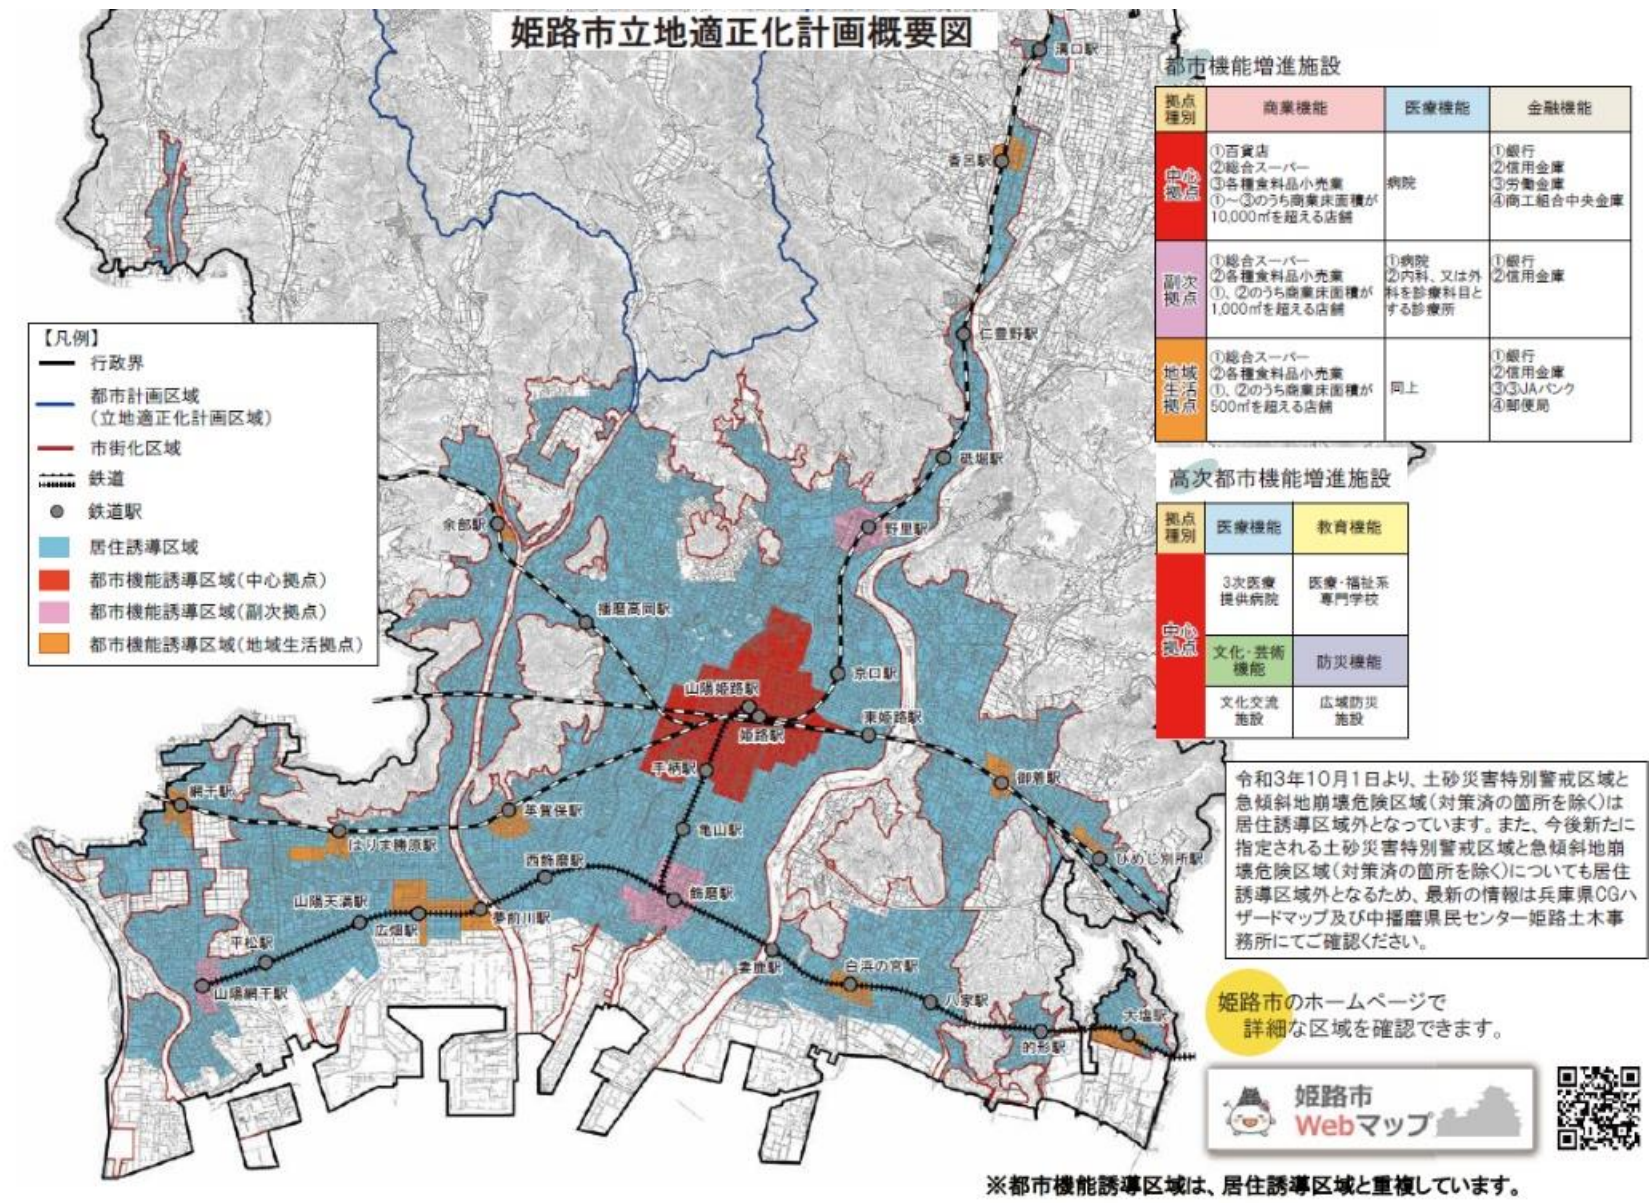 姫路市立地適正化計画概要図
【凡例】
行政界
都市計画区域
(立地適正化計画区域)
市街化区域
鉄道
鉄道駅
居住誘導区域
都市機能誘導区域(中心拠点)
都市機能誘導区域(副次拠点)
都市機能誘導区域(地域生活拠点)
溝口駅
香呂駅
仁豊野駅
砥堀駅
野里駅
余部駅
播磨高岡駅
京口駅
山陽姫路駅
姫路駅
東姫路駅
手柄駅
御着駅
網干駅
英賀保駅
はりま勝原駅
亀山駅
ひめじ別所駅
西飾磨駅
飾磨駅
山陽天満駅
広畑駅
夢前川駅
平松駅
山陽網干駅
妻鹿駅
白浜の宮駅
八家駅
的形駅
大塩駅
都市機能増進施設
拠点
種別
商業機能
医療機能
金融機能
中心
拠点
①百貨店
②総合スーパー
③各種食料品小売業
①~③のうち商業床面積が
10,000㎡を超える店舗
病院
①銀行
②信用金庫
③労働金庫
④商工組合中央金庫
副次
拠点
①総合スーパー
②各種食料品小売業
①、②のうち商業床面積が
1,000㎡を超える店舗
①病院
②内科、又は外
科を診療科目と
する診療所
①銀行
②信用金庫
地域
生活
拠点
①総合スーパー
②各種食料品小売業
①、②のうち商業床面積が
500㎡を超える店舗
同上
①銀行
②信用金庫
③③JAバンク
④郵便局
高次都市機能増進施設
拠点
種別
医療機能
教育機能
中心
拠点
3次医療
提供病院
医療・福祉系
専門学校
文化・芸術
機能
防災機能
文化交流
施設
広域防災
施設
令和3年10月1日より、土砂災害特別警戒区域と
急傾斜地崩壊危険区域(対策済の箇所を除く)は
居住誘導区域外となっています。また、今後新たに
指定される土砂災害特別警戒区域と急傾斜地崩
壊危険区域(対策済の箇所を除く)についても居住
誘導区域外となるため、最新の情報は兵庫県CGハ
ザードマップ及び中播磨県民センター姫路土木事
務所にてご確認ください。
姫路市のホームページで
詳細な区域を確認できます。
姫路市
Webマップ
※都市機能誘導区域は、居住誘導区域と重複しています。